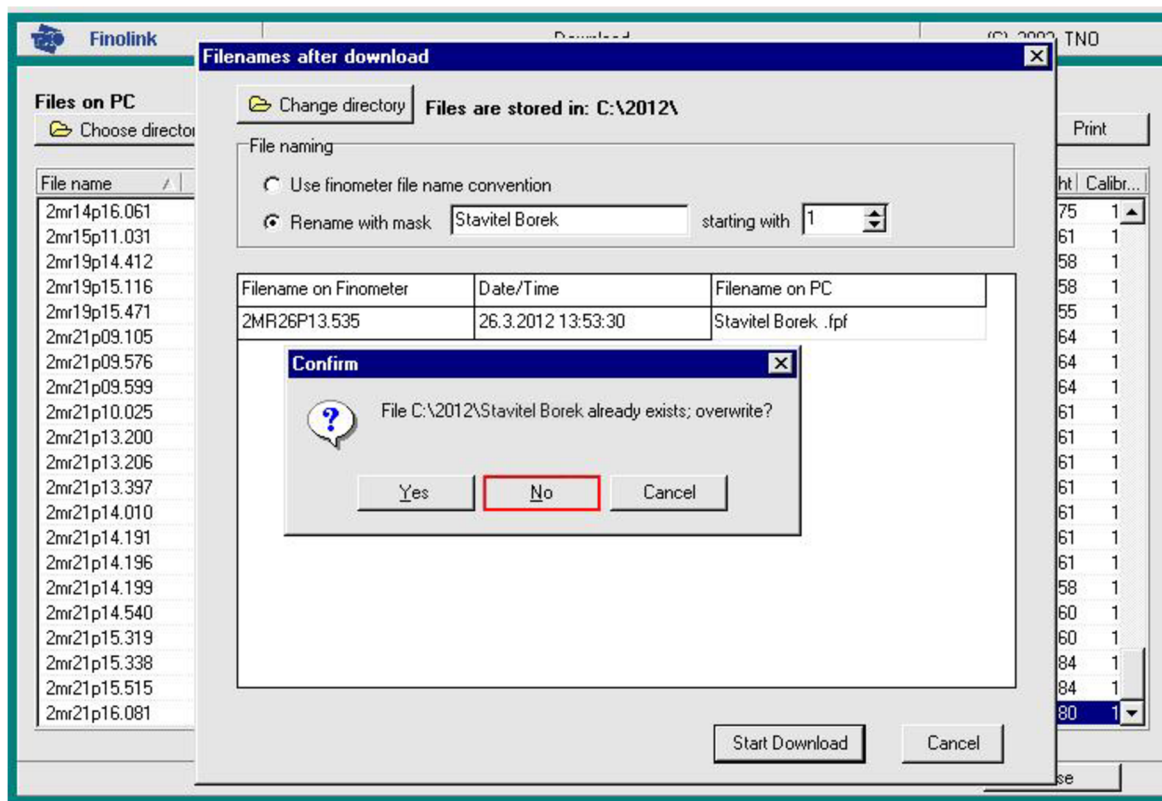 Finolink
TNO
Filenames after download
Files on PC
Change directory
Files are stored in: C:\2012\
Print
File naming
File name
Use finometer file name convention
Rename with mask Stavitel Borek starting with 1
Calibr...
2mr14p16.061 75 1
2mr15p11.031 61 1
2mr19p14.412 58 1
2mr19p15.116 58 1
2mr19p15.471 55 1
2mr21p09.105 64 1
2mr21p09.576 64 1
2mr21p09.599 64 1
2mr21p10.025 61 1
2mr21p13.200 61 1
2mr21p13.206 61 1
2mr21p13.397 61 1
2mr21p14.010 61 1
2mr21p14.191 61 1
2mr21p14.196 61 1
2mr21p14.199 58 1
2mr21p14.540 60 1
2mr21p15.319 60 1
2mr21p15.338 84 1
2mr21p15.515 84 1
2mr21p16.081 80 1
Filename on Finometer Date/Time Filename on PC
2MR26P13.535 26.3.2012 13:53:30 Stavitel Borek .fpf
Confirm
File C:\2012\Stavitel Borek already exists; overwrite?
Yes No Cancel
Start Download Cancel